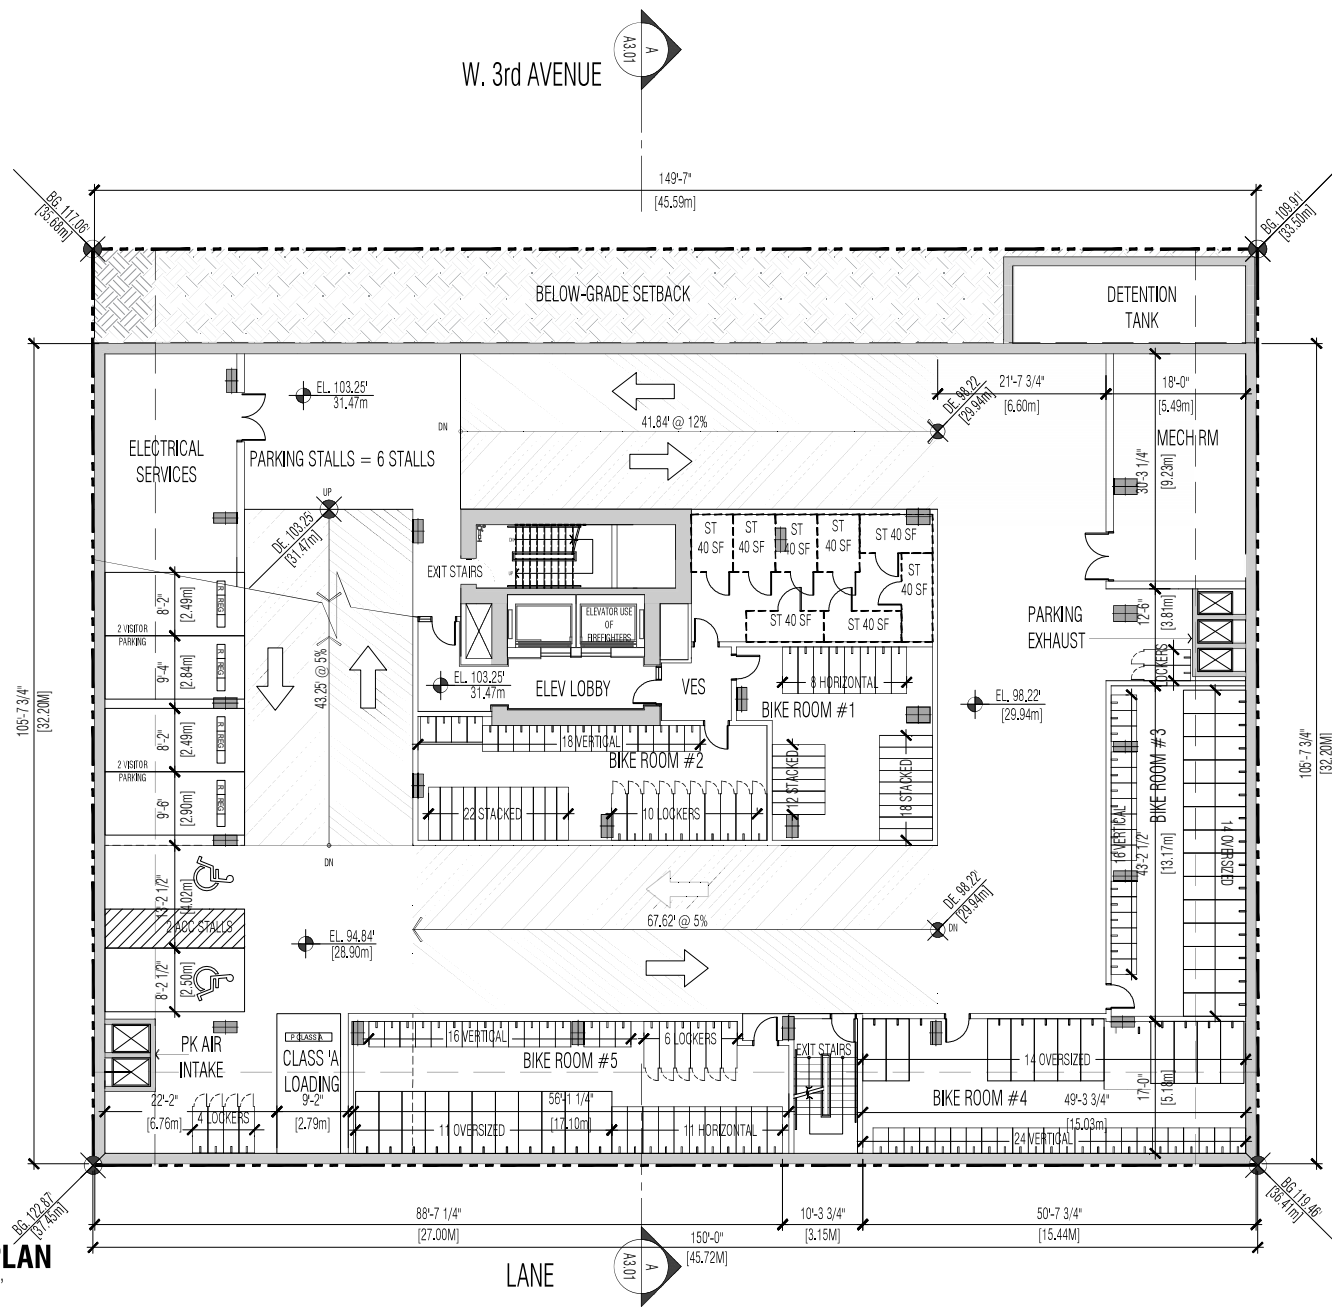 A
A3.01
W. 3rd AVENUE
149'-7"
[45.59m]
BG. 117.06'
[35.68m]
BG. 109.91'
[33.50m]
BELOW-GRADE SETBACK
DETENTION
TANK
EL. 103.25'
31.47m
41.84' @ 12%
DN
DE. 98.22
[29.94m]
21'-7 3/4"
[6.60m]
18'-0"
[5.49m]
MECH RM
30'-3 1/4"
[9.23m]
ELECTRICAL
SERVICES
PARKING STALLS = 6 STALLS
UP
DE. 103.25'
[31.47m]
EXIT STAIRS
ST
40 SF
ST
40 SF
ST
40 SF
ST
40 SF
ST 40 SF
ST
40 SF
ST 40 SF
ST 40 SF
ELEVATOR USE
OF
FIREFIGHTERS
PARKING
EXHAUST
12'-6"
[3.81m]
LOCKERS
8'-2"
[2.49m]
R | REG
2 VISITOR
PARKING
9'-4"
[2.84m]
R | REG
43.25' @ 5%
EL. 103.25'
31.47m
ELEV LOBBY
VES
8 HORIZONTAL
BIKE ROOM #1
EL. 98.22'
[29.94m]
105'-7 3/4"
[32.20M]
8'-2"
[2.49m]
R | REG
2 VISITOR
PARKING
9'-6"
[2.90m]
R | REG
18 VERTICAL
BIKE ROOM #2
22 STACKED
10 LOCKERS
12 STACKED
18 STACKED
16 VERTICAL
43'-2 1/2"
[13.17m]
BIKE ROOM #3
14 OVERSIZED
105'-7 3/4"
[32.20M]
DN
13'-2 1/2"
[4.02m]
2 ACC STALLS
8'-2 1/2"
[2.50m]
EL. 94.84'
[28.90m]
67.62' @ 5%
DE. 98.22'
[29.94m]
DN
PK AIR
INTAKE
P CLASS A
CLASS 'A'
LOADING
16 VERTICAL
6 LOCKERS
BIKE ROOM #5
EXIT STAIRS
14 OVERSIZED
BIKE ROOM #4
17'-0"
[5.18m]
22'-2"
[6.76m]
4 LOCKERS
9'-2"
[2.79m]
56'-1 1/4"
[17.10m]
11 OVERSIZED
11 HORIZONTAL
49'-3 3/4"
[15.03m]
24 VERTICAL
BG. 122.87'
[37.45m]
BG. 119.46'
[36.41m]
88'-7 1/4"
[27.00M]
10'-3 3/4"
[3.15M]
50'-7 3/4"
[15.44M]
150'-0"
[45.72M]
PLAN
LANE
A
A3.01